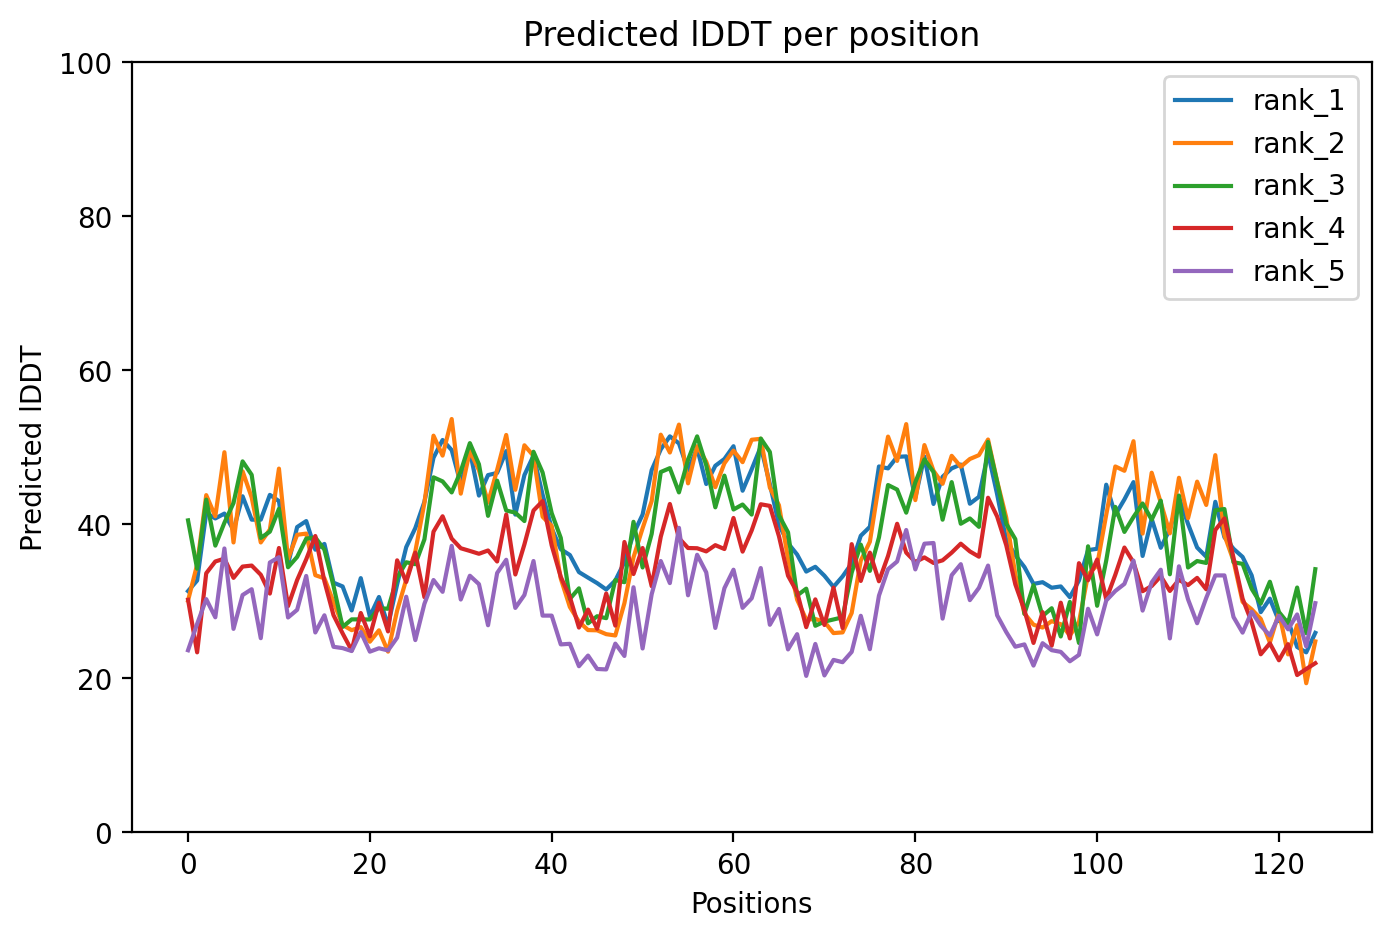 Predicted lDDT per position
100
80
60
40
20
0
Predicted lDDT
0 20 40 60 80 100 120
Positions
rank_1
rank_2
rank_3
rank_4
rank_5